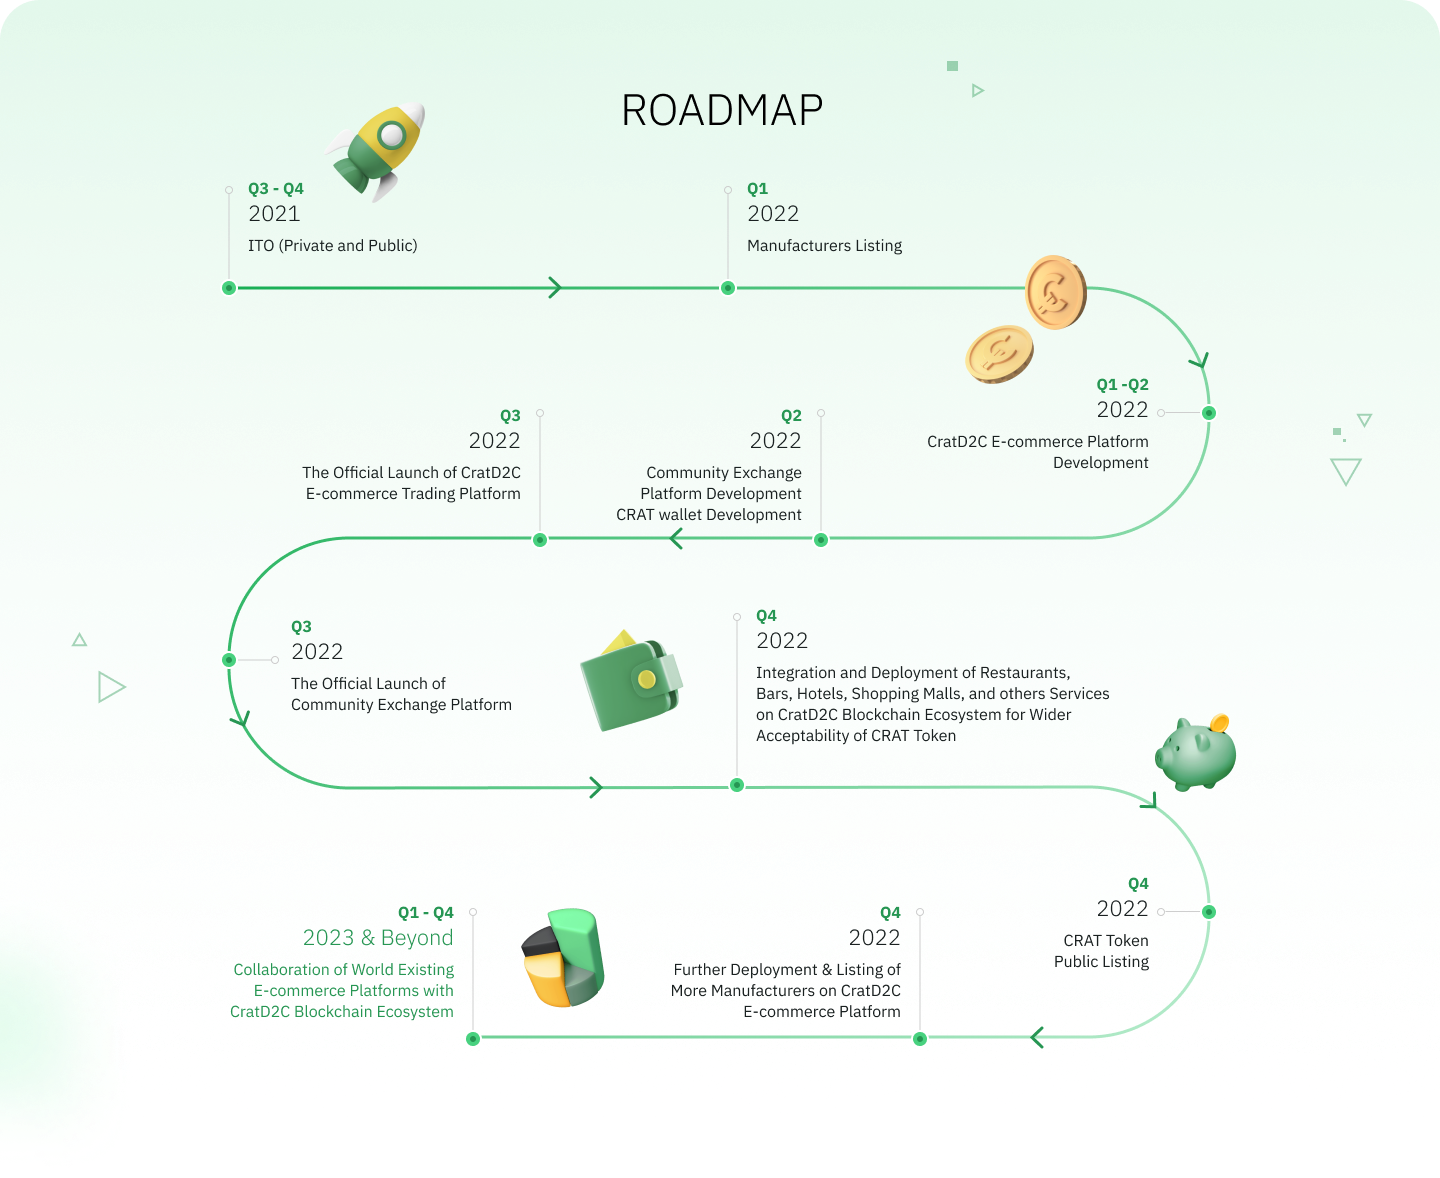 ROADMAP
Q3 - Q4
2021
ITO (Private and Public)
Q1
2022
Manufacturers Listing
Q1 -Q2
2022
CratD2C E-commerce Platform
Development
Q2
2022
Community Exchange
Platform Development
CRAT wallet Development
Q3
2022
The Official Launch of CratD2C
E-commerce Trading Platform
Q3
2022
The Official Launch of
Community Exchange Platform
Q4
2022
Integration and Deployment of Restaurants,
Bars, Hotels, Shopping Malls, and others Services
on CratD2C Blockchain Ecosystem for Wider
Acceptability of CRAT Token
Q4
2022
CRAT Token
Public Listing
Q4
2022
Further Deployment & Listing of
More Manufacturers on CratD2C
E-commerce Platform
Q1 - Q4
2023 & Beyond
Collaboration of World Existing
E-commerce Platforms with
CratD2C Blockchain Ecosystem